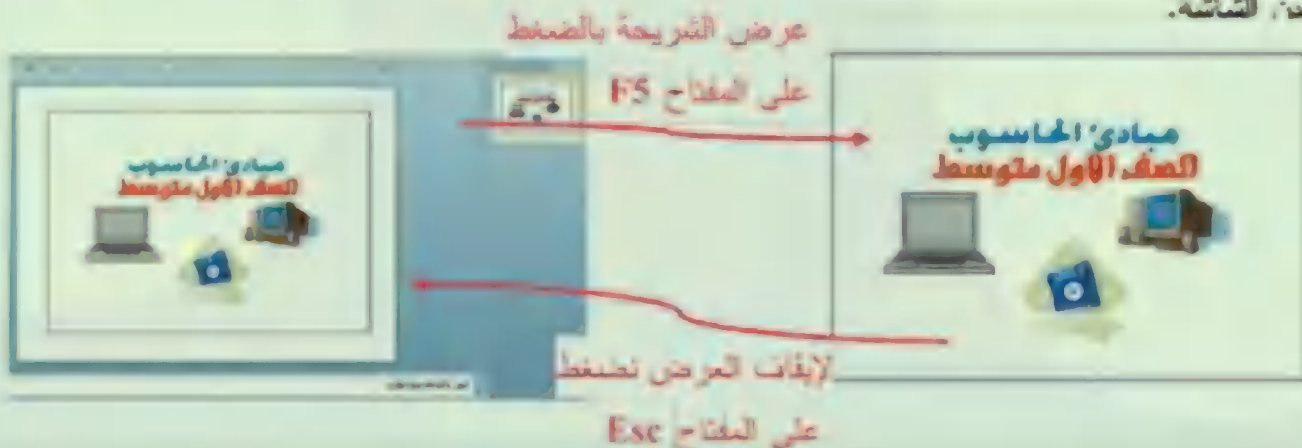 من الشاشة.
عرض الشريحة بالضغط
على المفتاح F5
مبادئ الحاسوب
الصف الأول متوسط
مبادئ الحاسوب
الصف الأول متوسط
لإيقاف العرض نضغط
على المفتاح Esc